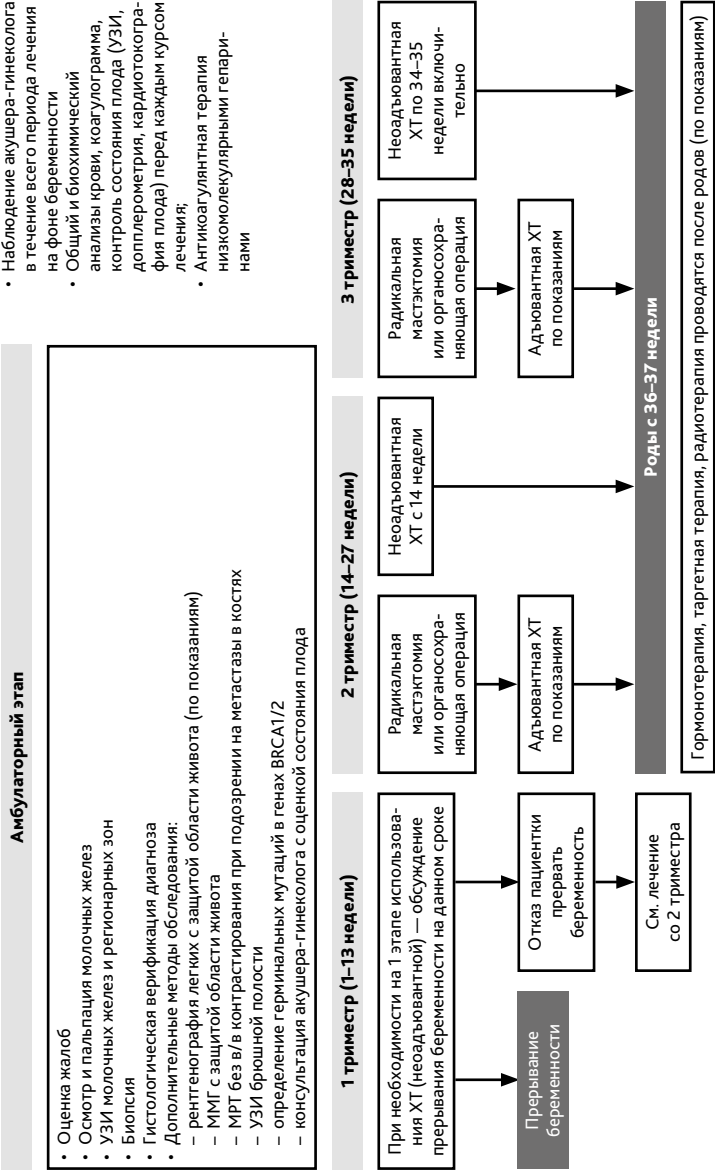 Амбулаторный этап
• Оценка жалоб
• Осмотр и пальпация молочных желез
• УЗИ молочных желез и регионарных зон
• Биопсия
• Гистологическая верификация диагноза
• Дополнительные методы обследования:
– рентгенография легких с защитой области живота (по показаниям)
– ММГ с защитой области живота
– МРТ без в/в контрастирования при подозрении на метастазы в костях
– УЗИ брюшной полости
– определение герминальных мутаций в генах BRCA1/2
– консультация акушера-гинеколога с оценкой состояния плода
• Наблюдение акушера-гинеколога
в течение всего периода лечения
на фоне беременности
• Общий и биохимический
анализы крови, коагулограмма,
контроль состояния плода (УЗИ,
допплерометрия, кардиотокогра-
фия плода) перед каждым курсом
лечения;
• Антикоагулянтная терапия
низкомолекулярными гепари-
нами
1 триместр (1–13 недели)
При необходимости на 1 этапе использова-
ния ХТ (неоадъювантной) — обсуждение
прерывания беременности на данном сроке
Прерывание
беременности
Отказ пациентки
прервать
беременность
См. лечение
со 2 триместра
2 триместр (14–27 недели)
Радикальная
мастэктомия
или органосохра-
няющая операция
Адъювантная ХТ
по показаниям
Неоадъювантная
ХТ с 14 недели
3 триместр (28–35 недели)
Радикальная
мастэктомия
или органосохра-
няющая операция
Адъювантная ХТ
по показаниям
Неоадъювантная
ХТ по 34–35
недели включи-
тельно
Роды с 36–37 недели
Гормонотерапия, таргетная терапия, радиотерапия проводятся после родов (по показаниям)